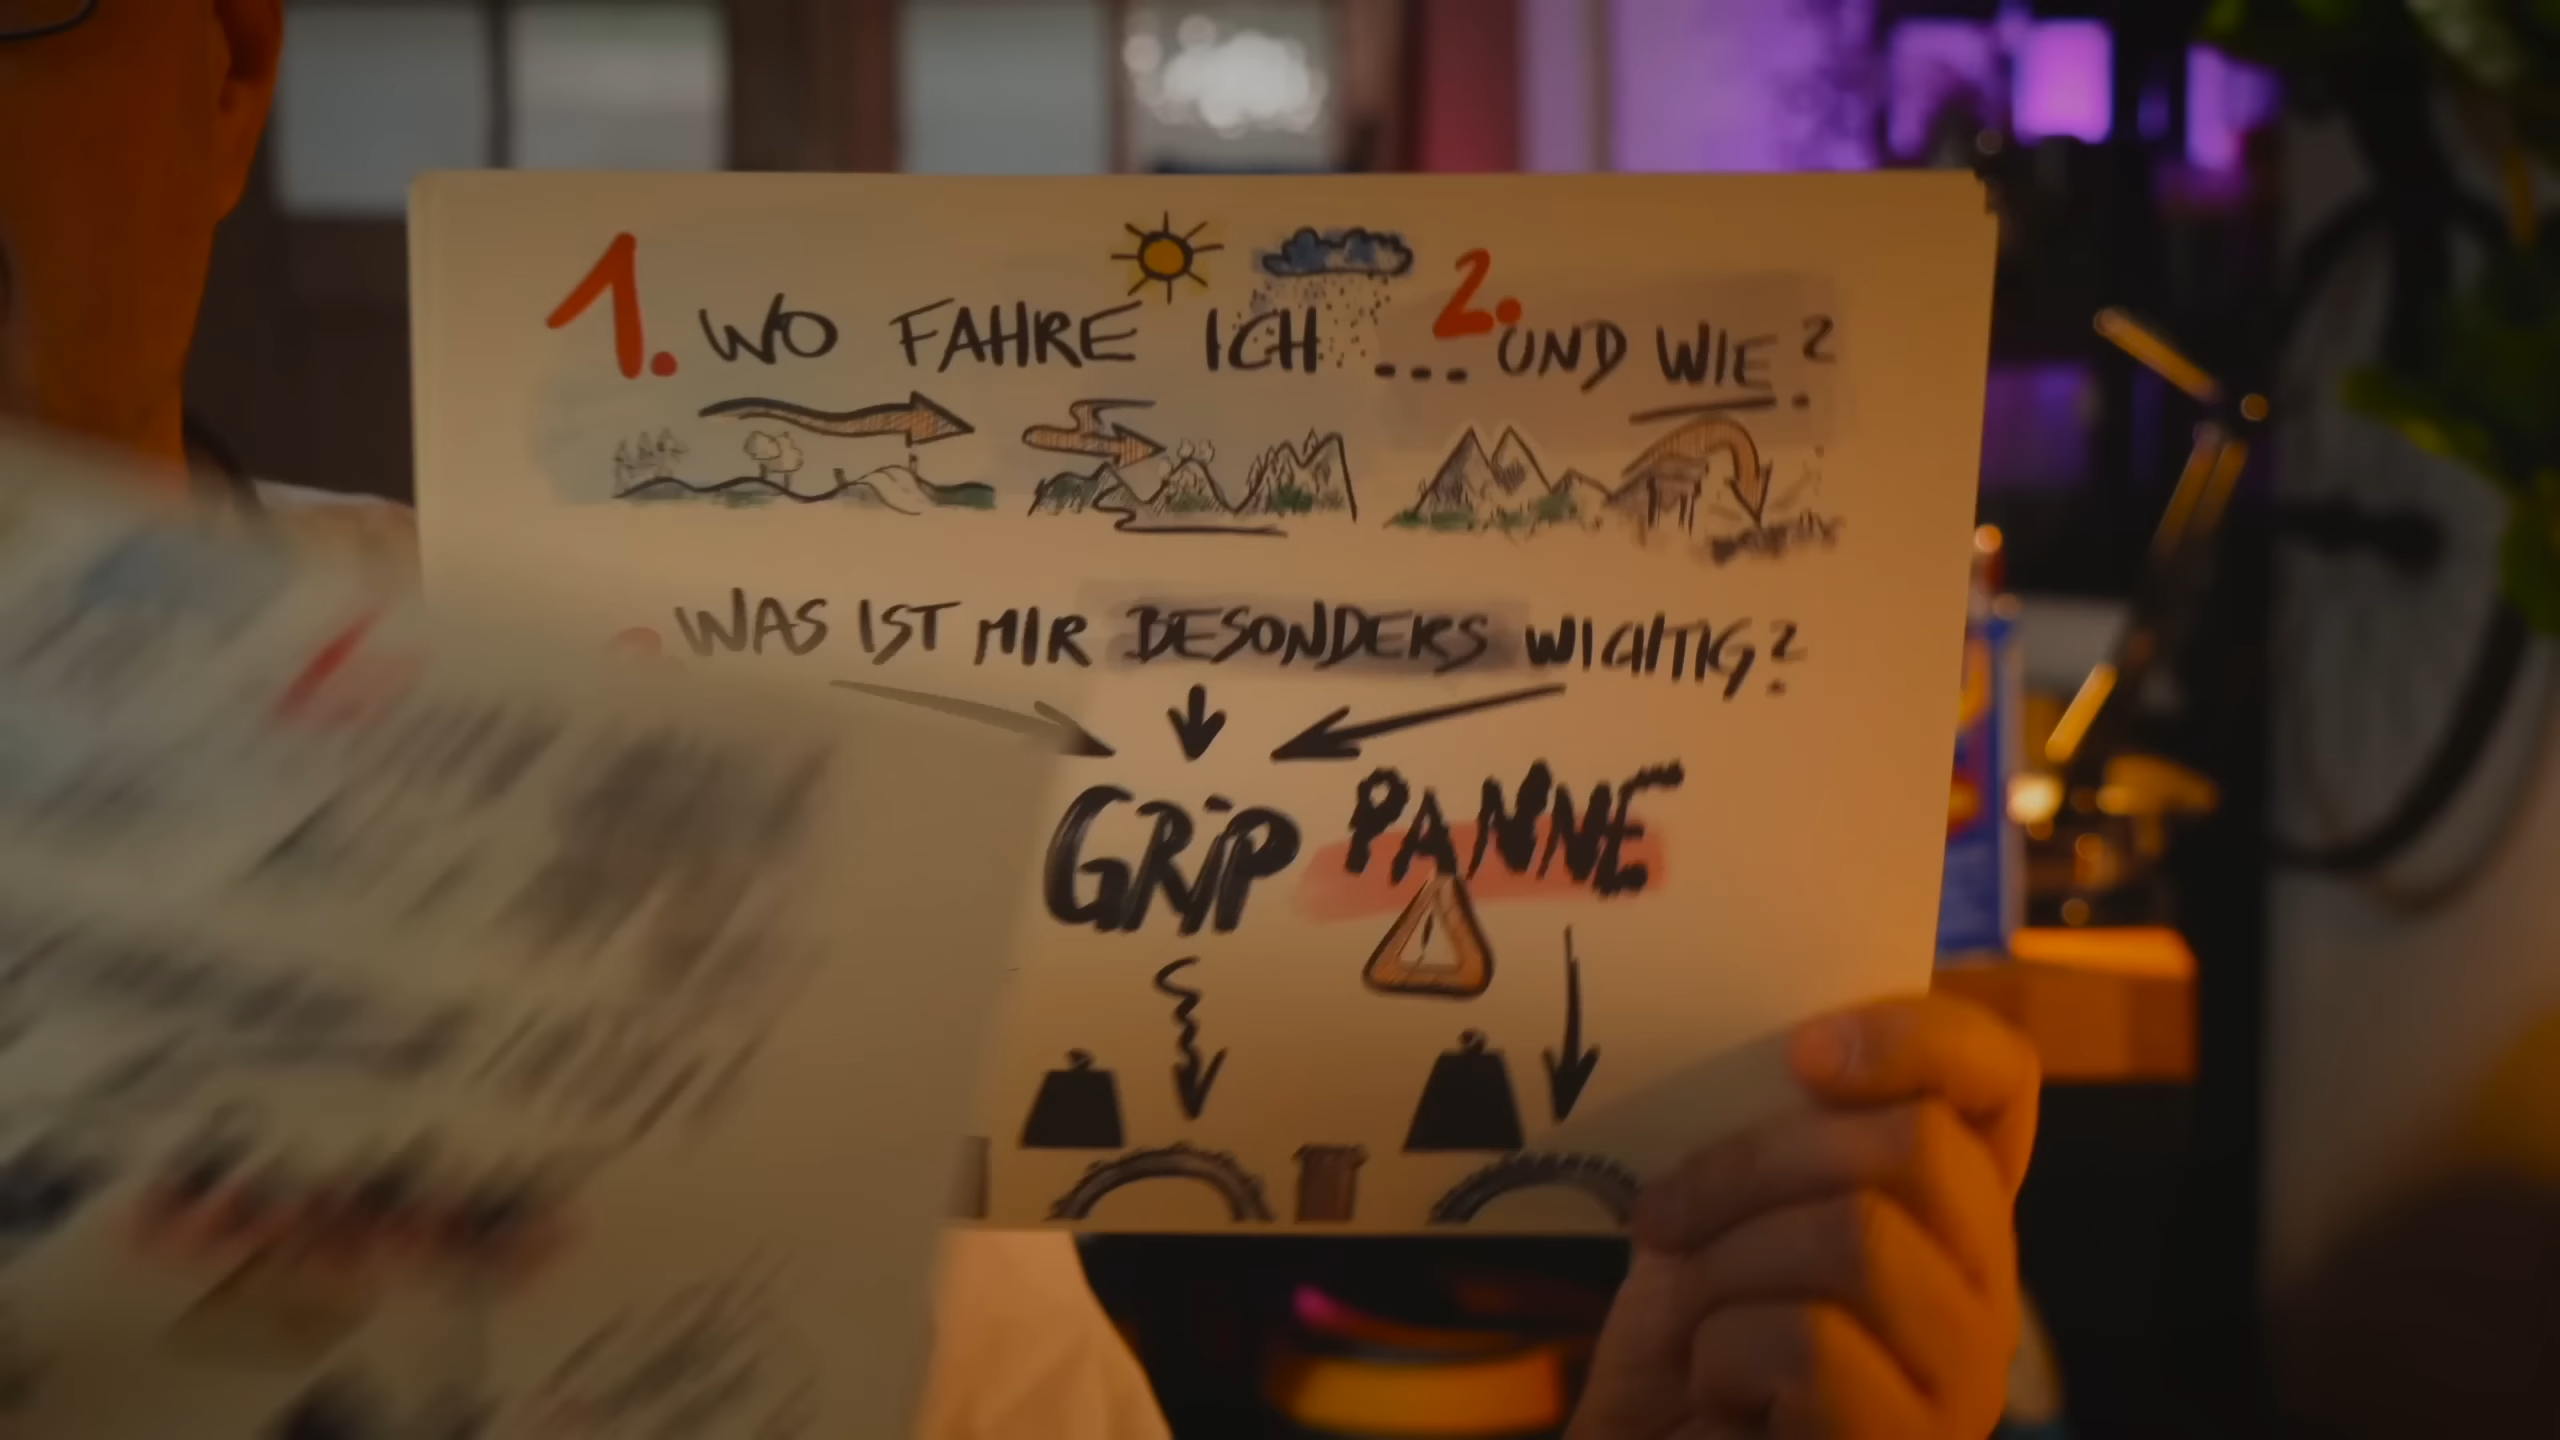 1. WO FAHRE ICH ... 2. UND WIE?
WAS IST MIR BESONDERS WICHTIG?
GRIP PANNE
!